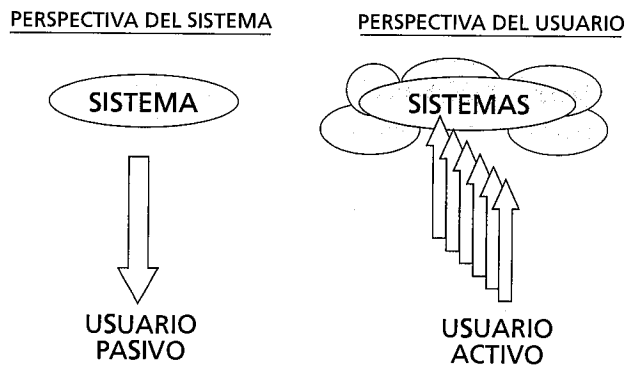 PERSPECTIVA DEL SISTEMA
SISTEMA
USUARIO
PASIVO
PERSPECTIVA DEL USUARIO
SISTEMAS
USUARIO
ACTIVO